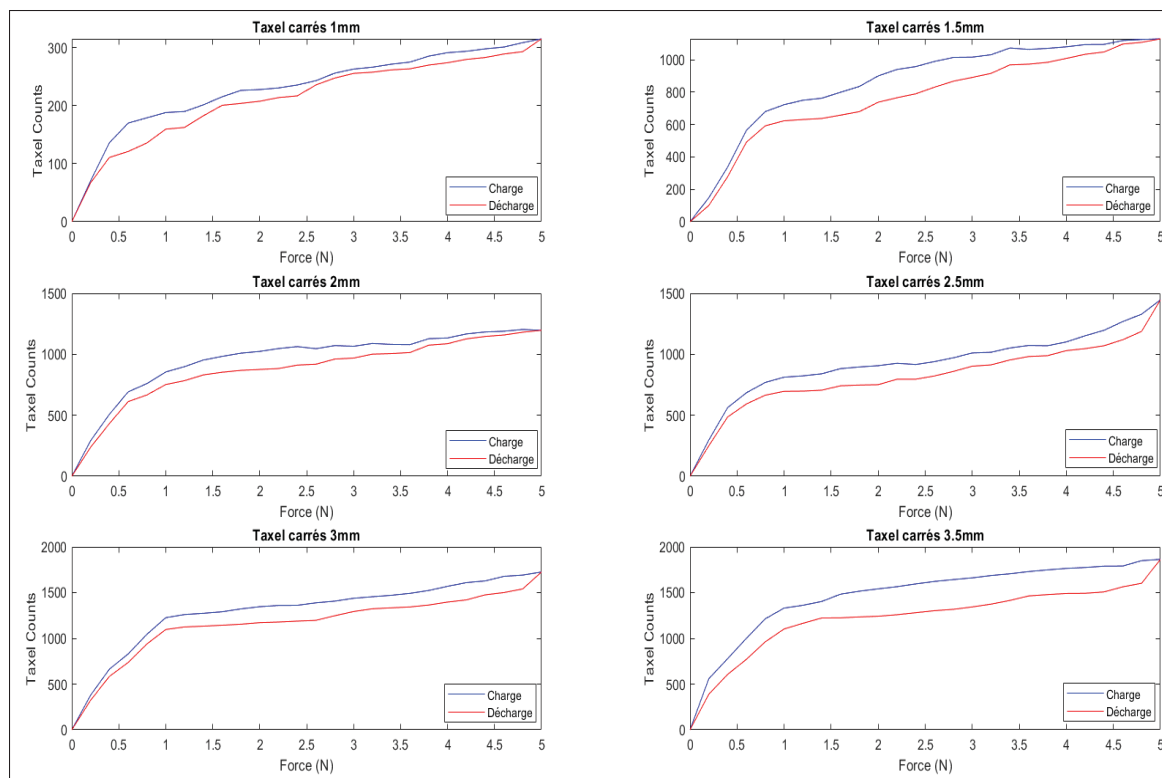 Taxel carrés 1mm
300
200
100
0
Taxel Counts
Charge
Décharge
0 0.5 1 1.5 2 2.5 3 3.5 4 4.5 5
Force (N)
Taxel carrés 1.5mm
1000
800
600
400
200
0
Taxel Counts
Charge
Décharge
0 0.5 1 1.5 2 2.5 3 3.5 4 4.5 5
Force (N)
Taxel carrés 2mm
1500
1000
500
0
Taxel Counts
Charge
Décharge
0 0.5 1 1.5 2 2.5 3 3.5 4 4.5 5
Force (N)
Taxel carrés 2.5mm
1500
1000
500
0
Taxel Counts
Charge
Décharge
0 0.5 1 1.5 2 2.5 3 3.5 4 4.5 5
Force (N)
Taxel carrés 3mm
2000
1500
1000
500
0
Taxel Counts
Charge
Décharge
0 0.5 1 1.5 2 2.5 3 3.5 4 4.5 5
Force (N)
Taxel carrés 3.5mm
2000
1500
1000
500
0
Taxel Counts
Charge
Décharge
0 0.5 1 1.5 2 2.5 3 3.5 4 4.5 5
Force (N)